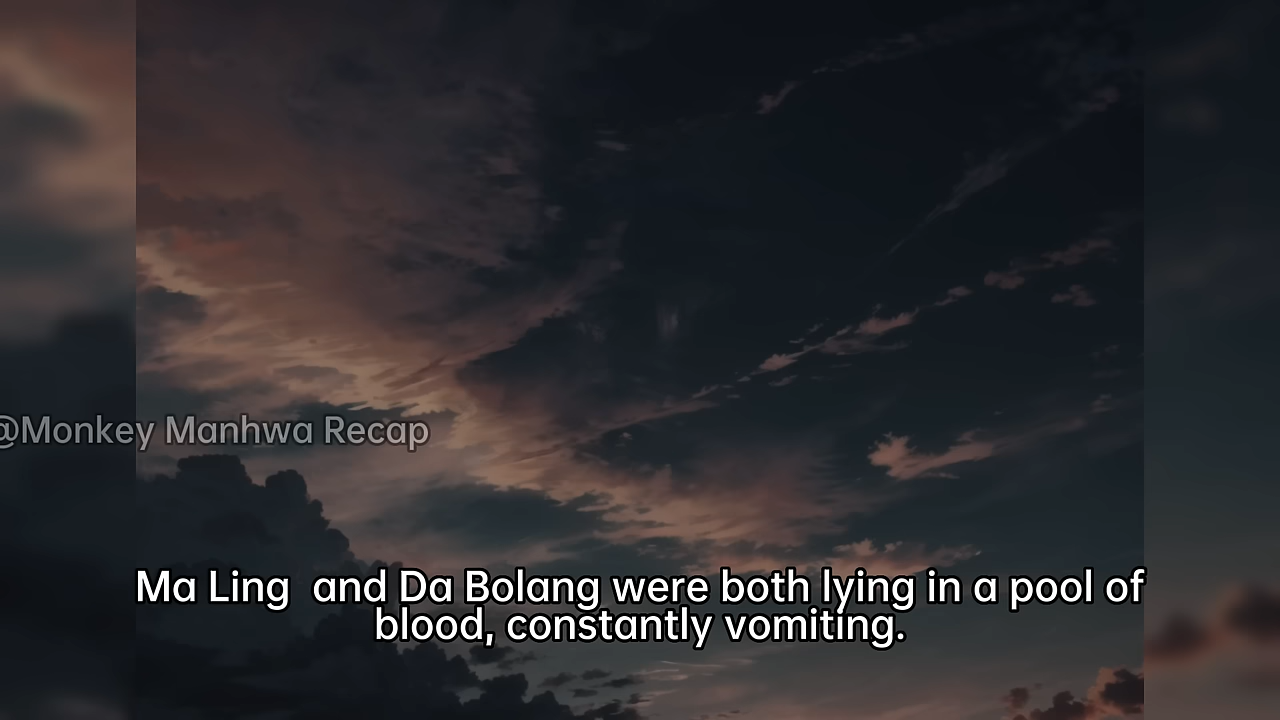 @Monkey Manhwa Recap
Ma Ling  and Da Bolang were both lying in a pool of
blood, constantly vomiting.